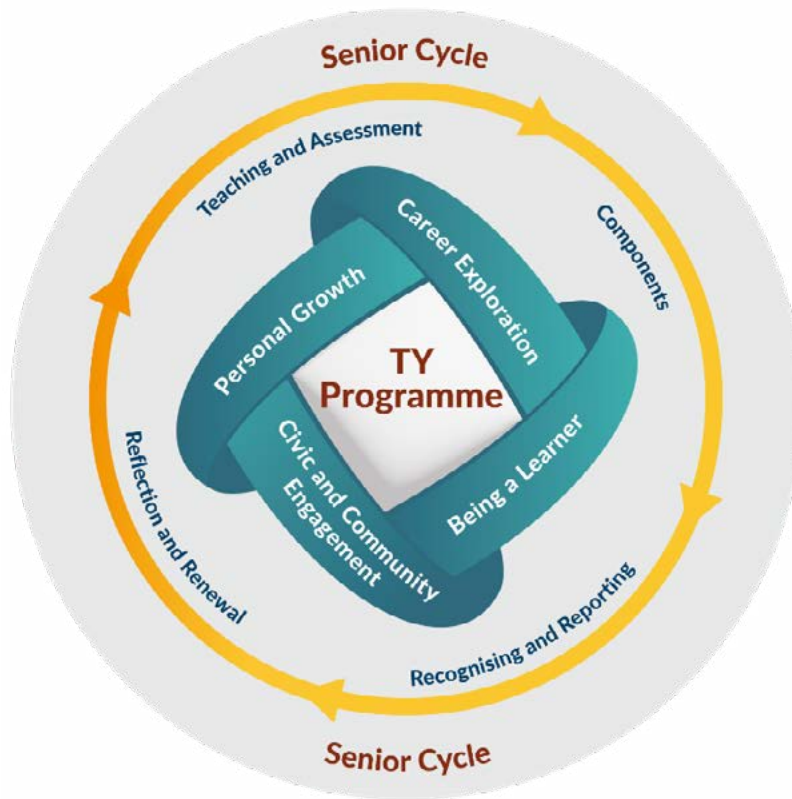 Senior Cycle
Teaching and Assessment
Components
Career Exploration
Personal Growth
TY
Programme
Being a Learner
Civic and Community
Engagement
Reflection and Renewal
Recognising and Reporting
Senior Cycle